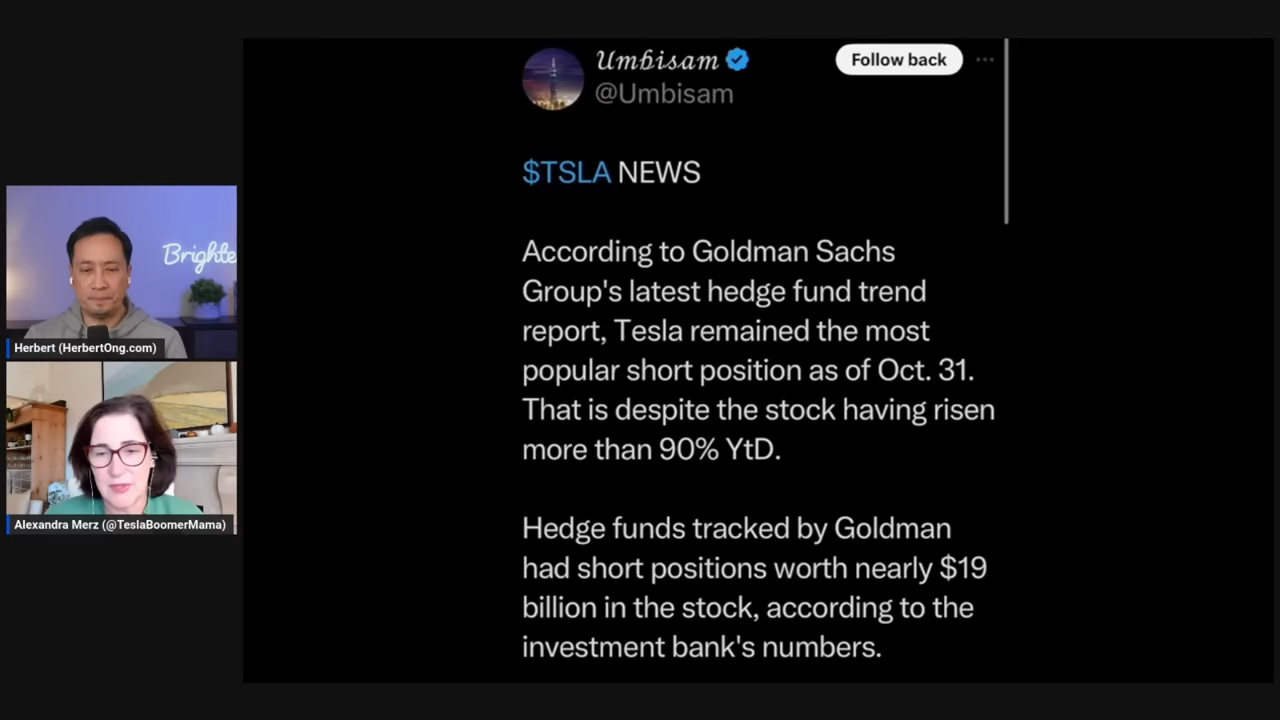 Umbisam
@Umbisam
Follow back
$TSLA NEWS
According to Goldman Sachs
Group's latest hedge fund trend
report, Tesla remained the most
popular short position as of Oct. 31.
That is despite the stock having risen
more than 90% YtD.
Hedge funds tracked by Goldman
had short positions worth nearly $19
billion in the stock, according to the
investment bank's numbers.
Brighte
Herbert (HerbertOng.com)
Alexandra Merz (@TeslaBoomerMama)